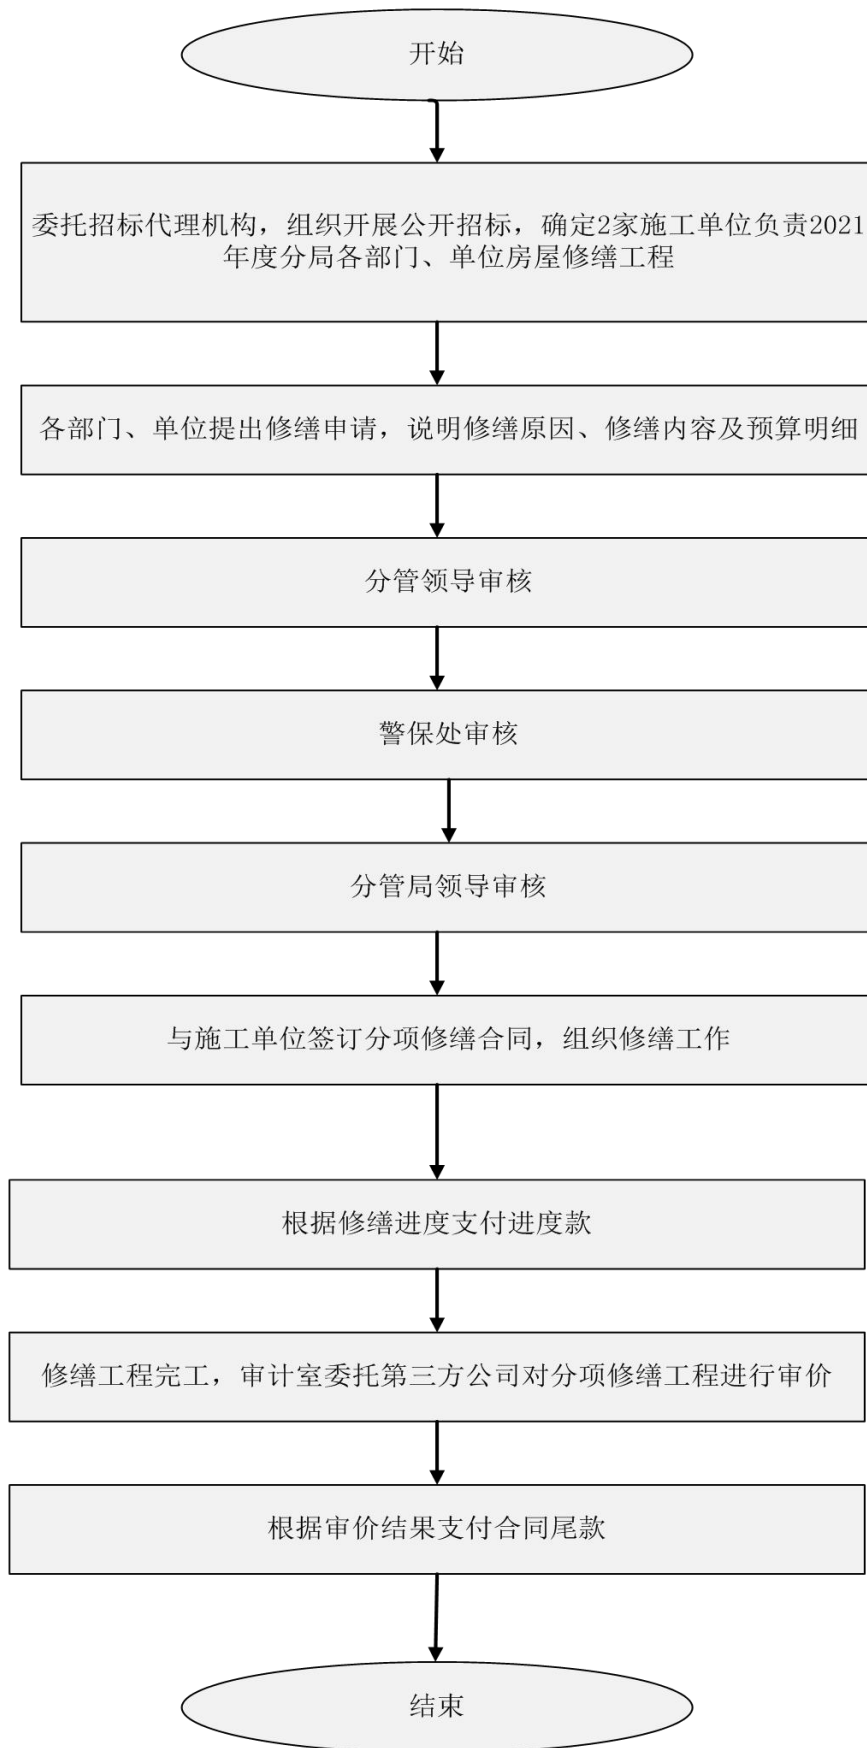 开始
委托招标代理机构，组织开展公开招标，确定2家施工单位负责2021
年度分局各部门、单位房屋修缮工程
各部门、单位提出修缮申请，说明修缮原因、修缮内容及预算明细
分管领导审核
警保处审核
分管局领导审核
与施工单位签订分项修缮合同，组织修缮工作
根据修缮进度支付进度款
修缮工程完工，审计室委托第三方公司对分项修缮工程进行审价
根据审价结果支付合同尾款
结束